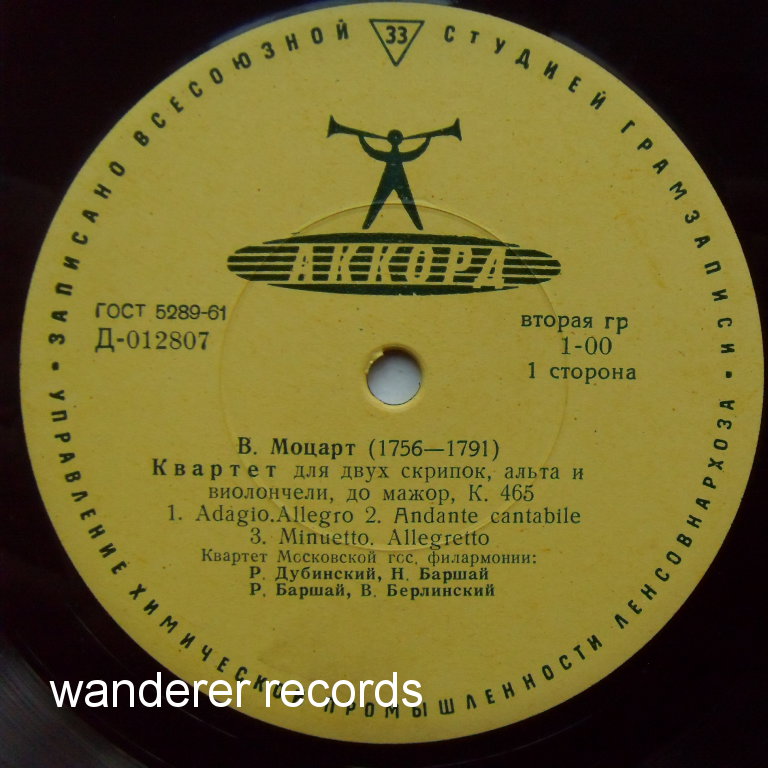 ЗАПИСАНО ВСЕСОЮЗНОЙ 33 СТУДИЕЙ ГРАМЗАПИСИ
АККОРД
ГОСТ 5289-61
Д-012807
вторая гр
1-00
1 сторона
В. Моцарт (1756—1791)
Квартет для двух скрипок, альта и
виолончели, до мажор, К. 465
1. Adagio.Allegro 2. Andante cantabile
3. Minuetto. Allegretto
Квартет Московской гос. филармонии:
Р. Дубинский, Н. Баршай
Р. Баршай, В. Берлинский
УПРАВЛЕНИЕ ХИМИЧЕСКОЙ ПРОМЫШЛЕННОСТИ ЛЕНСОВНАРХОЗА
wanderer records